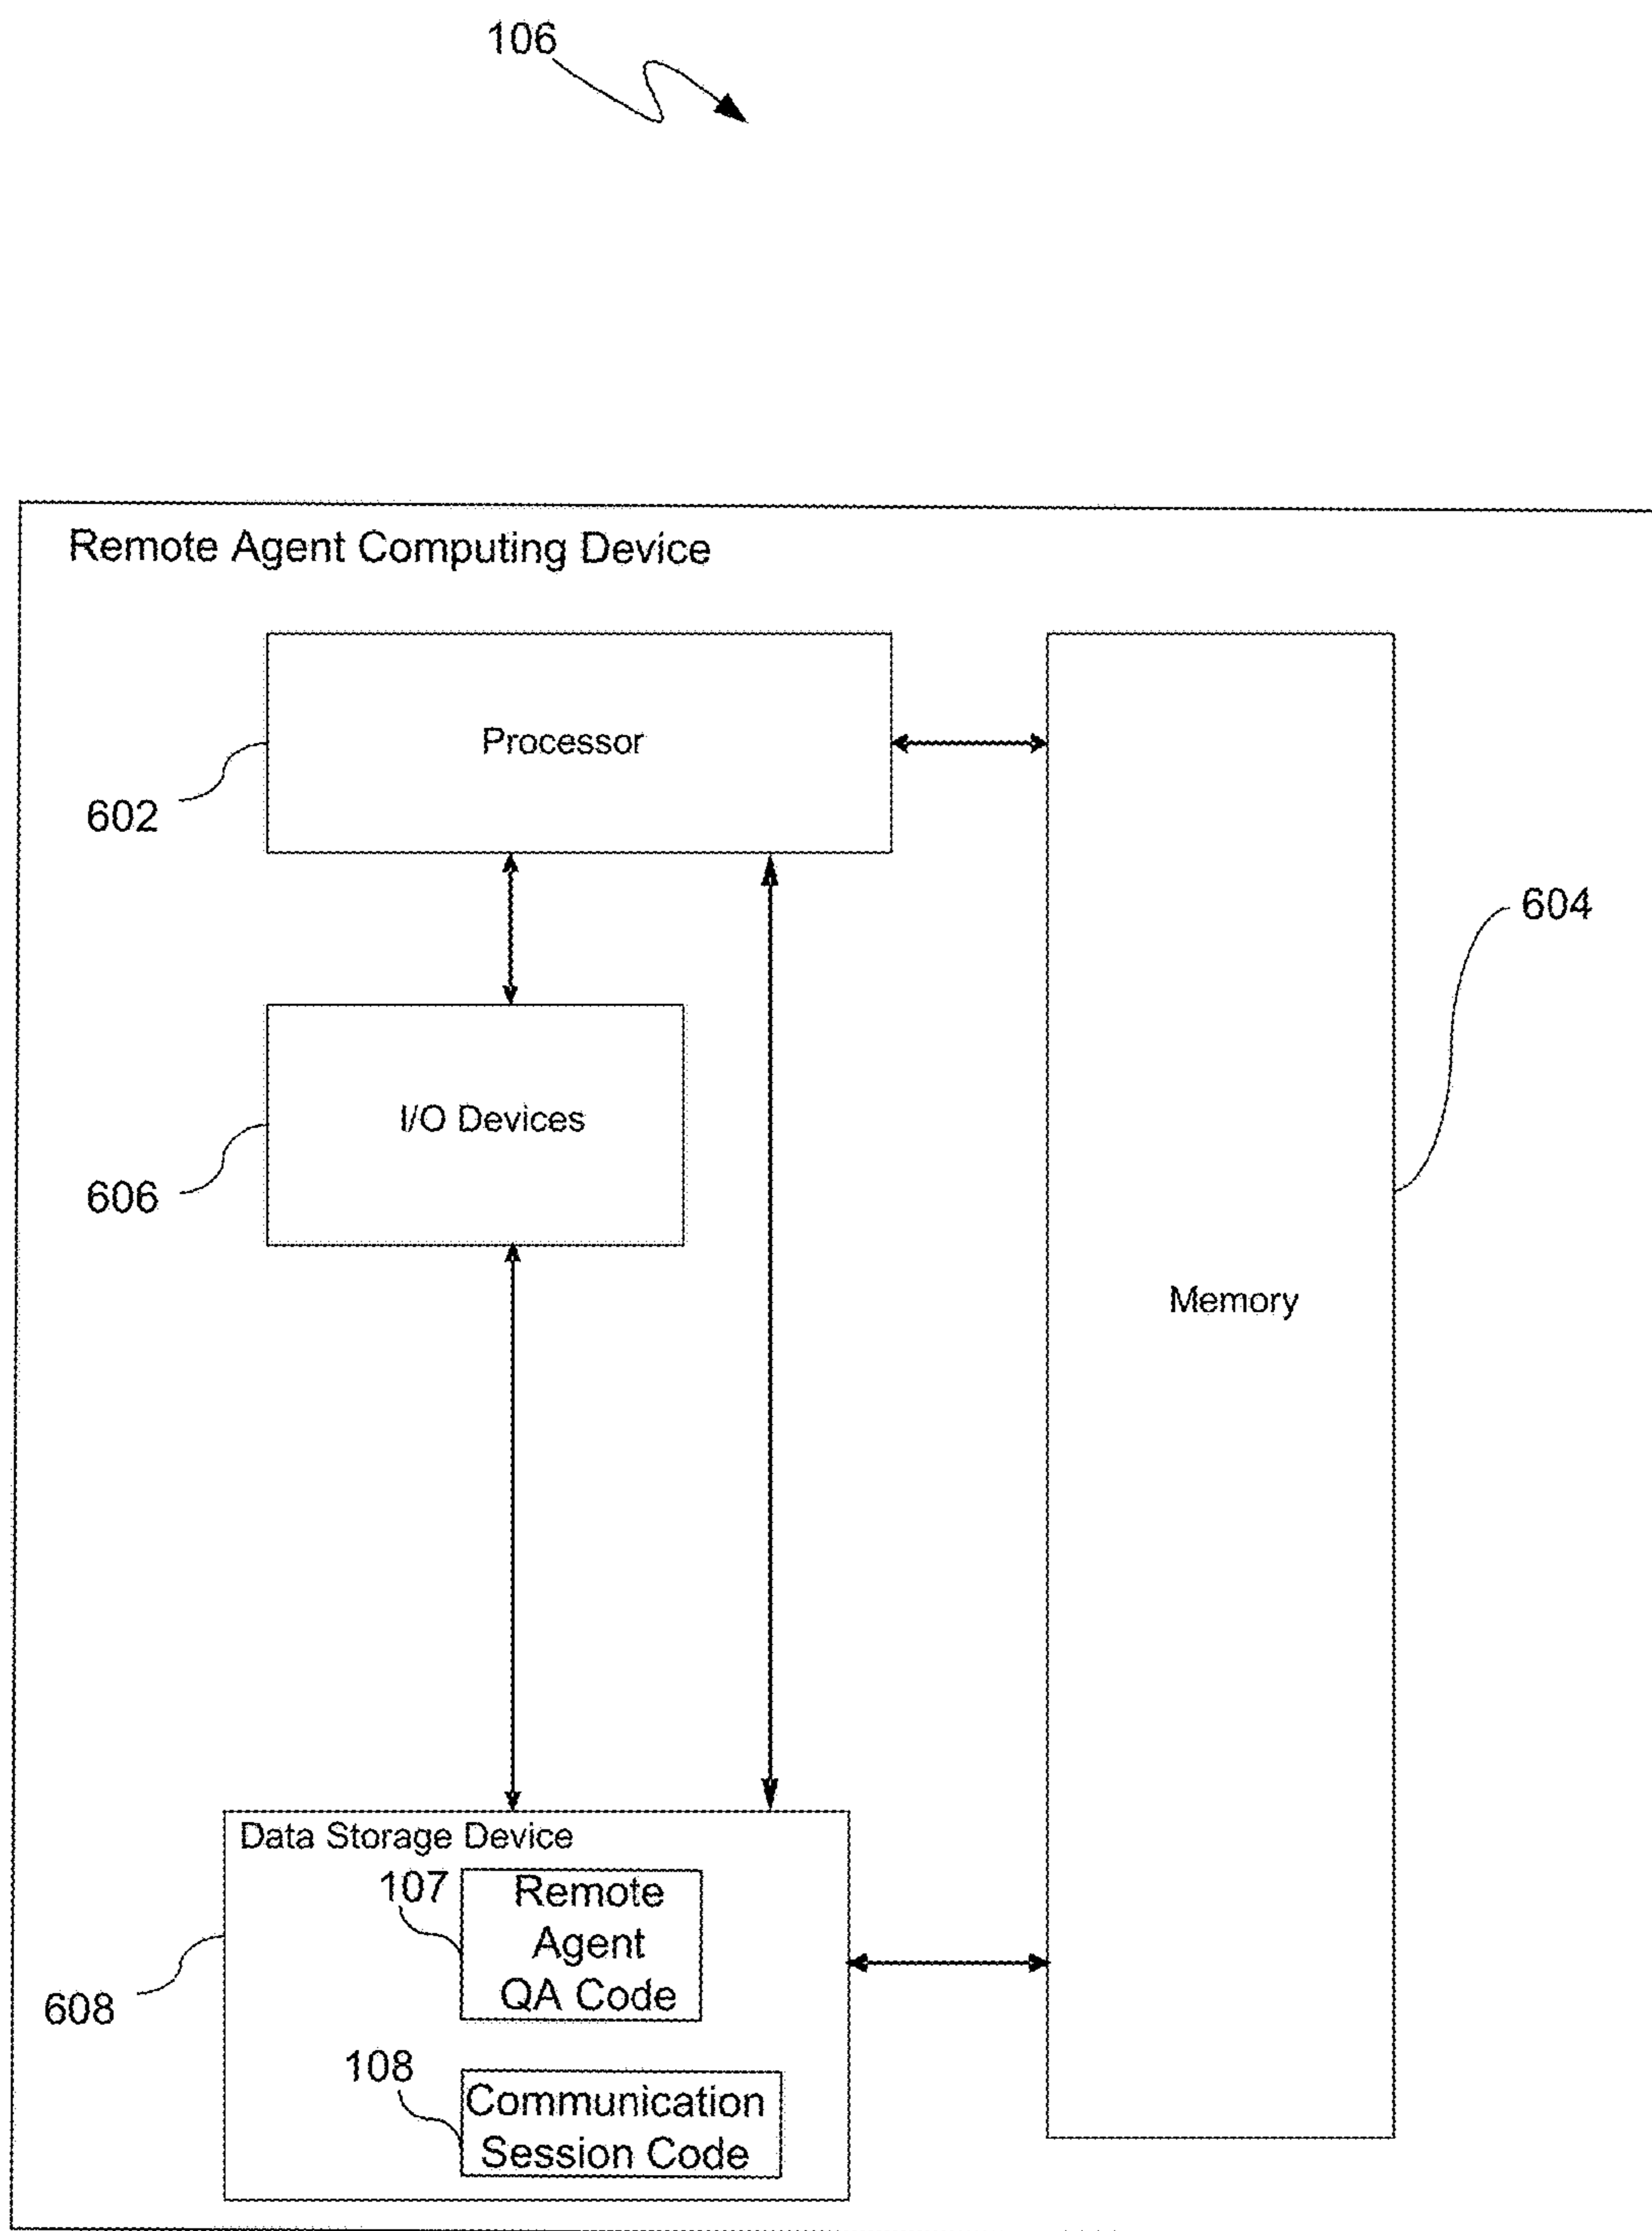 106
Remote Agent Computing Device
Processor
602
604
I/O Devices
606
Memory
Data Storage Device
107
Remote
Agent
QA Code
608
108
Communication
Session Code